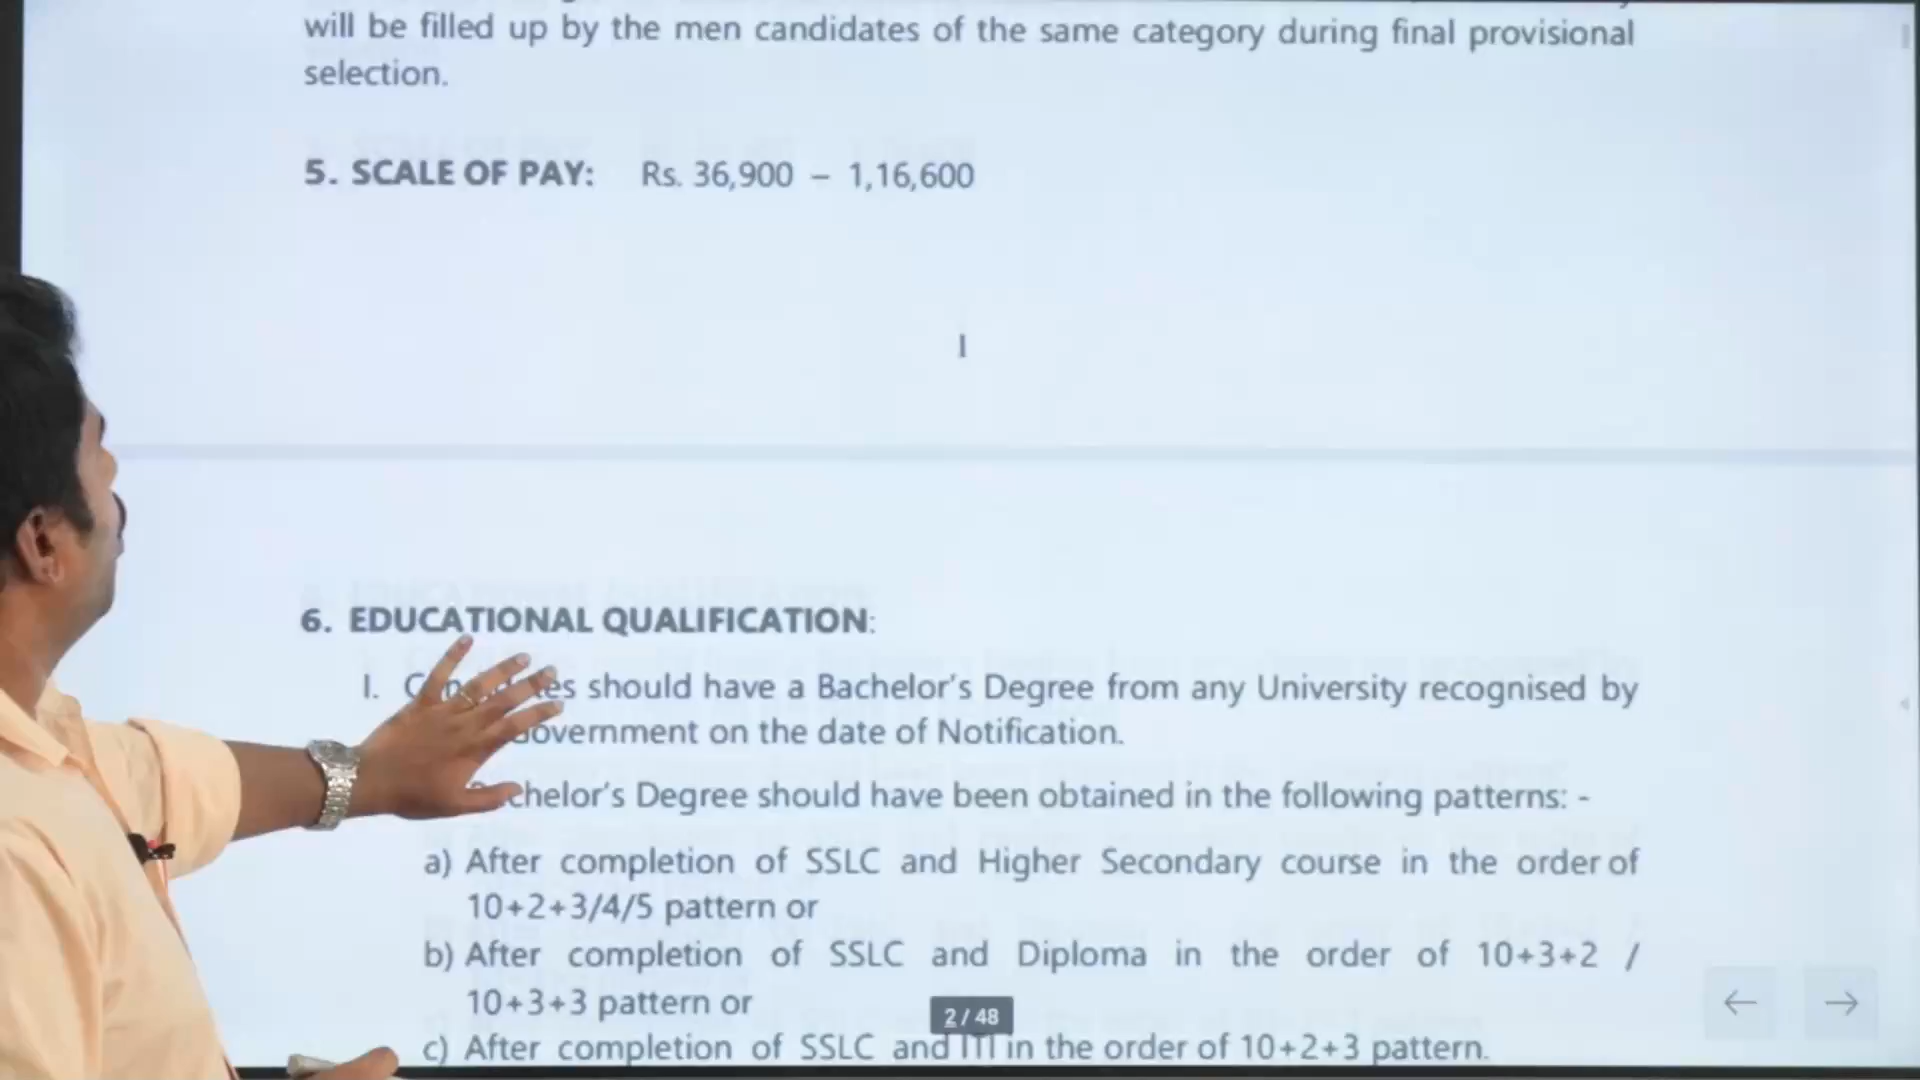 will be filled up by the men candidates of the same category during final provisional
selection.
5. SCALE OF PAY: Rs. 36,900 – 1,16,600
6. EDUCATIONAL QUALIFICATION:
I. should have a Bachelor's Degree from any University recognised by
Government on the date of Notification.
Bachelor's Degree should have been obtained in the following patterns: -
a) After completion of SSLC and Higher Secondary course in the order of
10+2+3/4/5 pattern or
b) After completion of SSLC and Diploma in the order of 10+3+2 /
10+3+3 pattern or
2 / 48
c) After completion of SSLC and ITI in the order of 10+2+3 pattern.